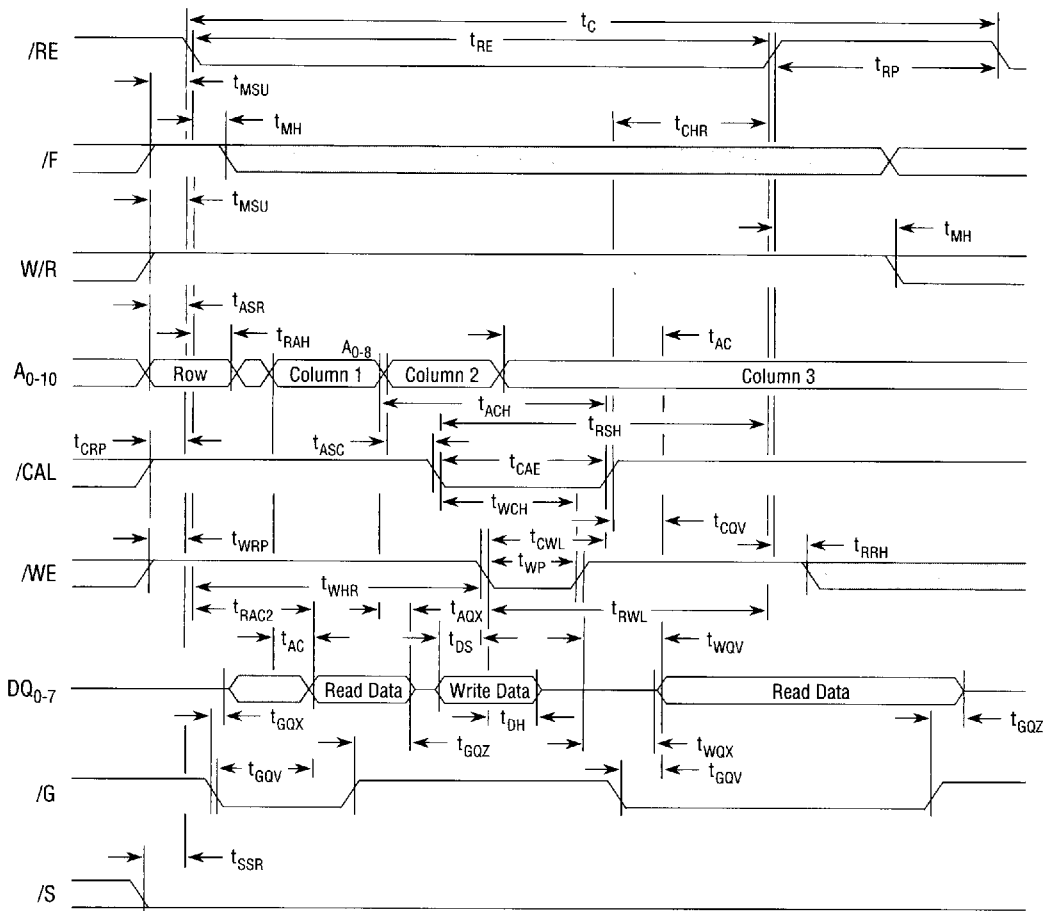 t_C
/RE
t_RE
t_RP
t_MSU
t_MH
t_CHR
/F
t_MSU
t_MH
W/R
t_ASR
t_RAH
A_0-8
t_AC
A_0-10
Row
Column 1
Column 2
Column 3
t_ACH
t_RSH
t_CRP
t_ASC
/CAL
t_CAE
t_WCH
t_CQV
t_WRP
t_CWL
t_RRH
t_WP
/WE
t_WHR
t_RAC2
t_AQX
t_RWL
t_AC
t_DS
t_WQV
DQ_0-7
Read Data
Write Data
Read Data
t_GQX
t_DH
t_GQZ
t_GQZ
t_WQX
t_GQV
t_GQV
/G
t_SSR
/S